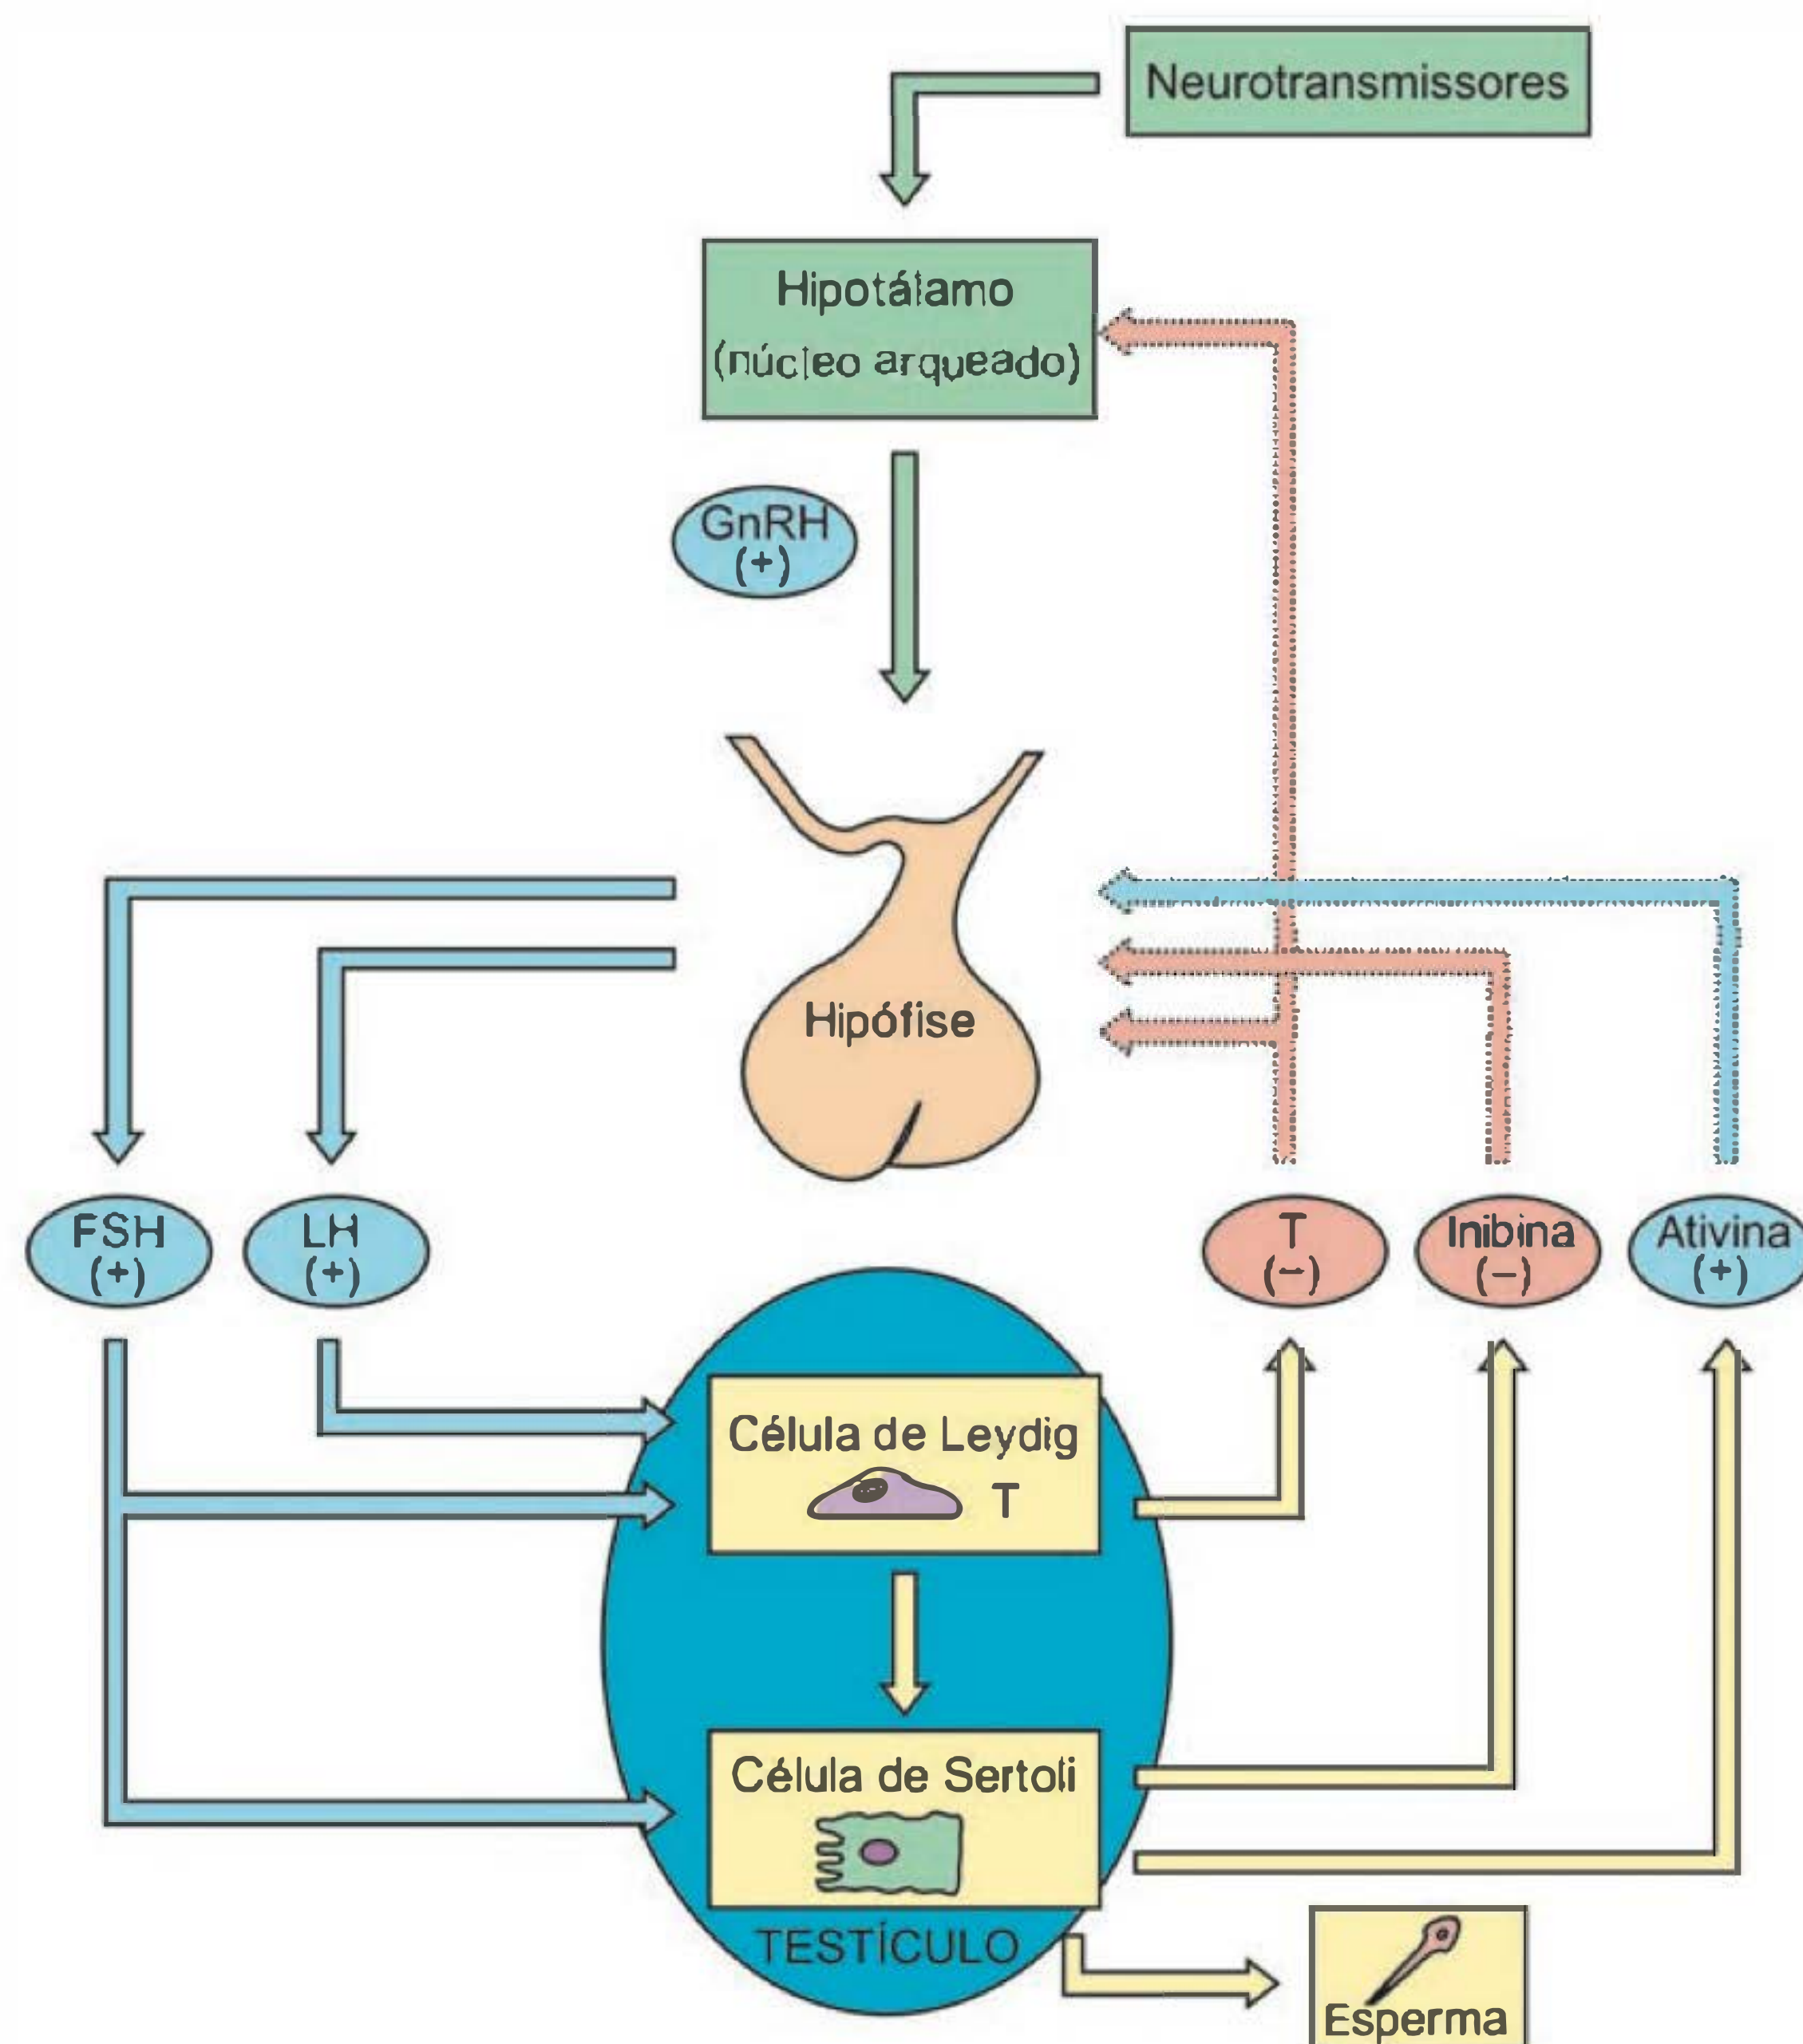 Neurotransmissores
Hipotálamo
(núcleo arqueado)
GnRH
(+)
Hipófise
FSH
(+)
LH
(+)
T
(−)
Inibina
(−)
Ativina
(+)
Célula de Leydig
T
Célula de Sertoli
TESTÍCULO
Esperma